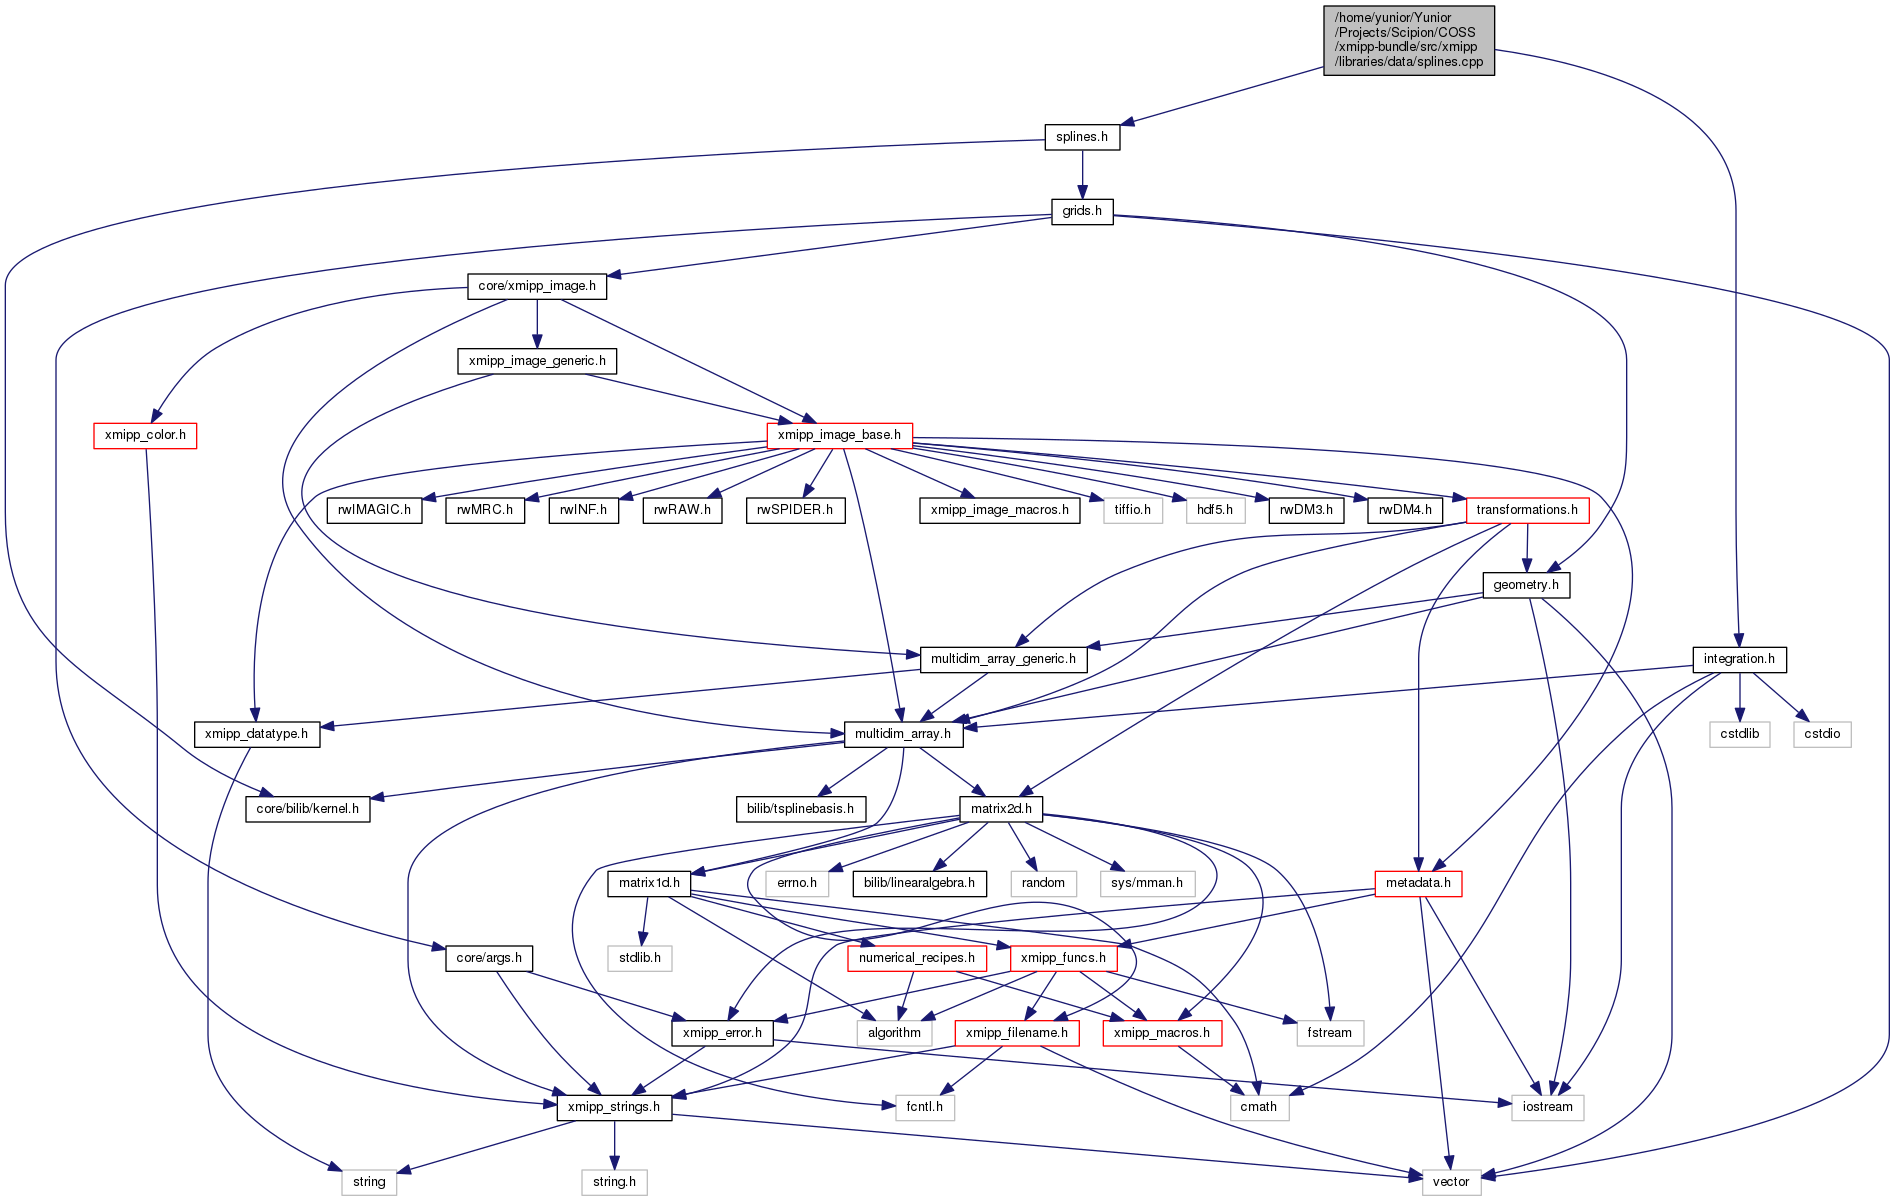 /home/yunior/Yunior
/Projects/Scipion/COSS
/xmipp-bundle/src/xmipp
/libraries/data/splines.cpp
splines.h
grids.h
core/xmipp_image.h
xmipp_image_generic.h
xmipp_color.h
xmipp_image_base.h
rwIMAGIC.h
rwMRC.h
rwINF.h
rwRAW.h
rwSPIDER.h
xmipp_image_macros.h
tiffio.h
hdf5.h
rwDM3.h
rwDM4.h
transformations.h
geometry.h
multidim_array_generic.h
integration.h
xmipp_datatype.h
multidim_array.h
cstdlib
cstdio
core/bilib/kernel.h
bilib/tsplinebasis.h
matrix2d.h
matrix1d.h
errno.h
bilib/linearalgebra.h
random
sys/mman.h
metadata.h
core/args.h
stdlib.h
numerical_recipes.h
xmipp_funcs.h
xmipp_error.h
algorithm
xmipp_filename.h
xmipp_macros.h
fstream
xmipp_strings.h
fcntl.h
cmath
iostream
string
string.h
vector